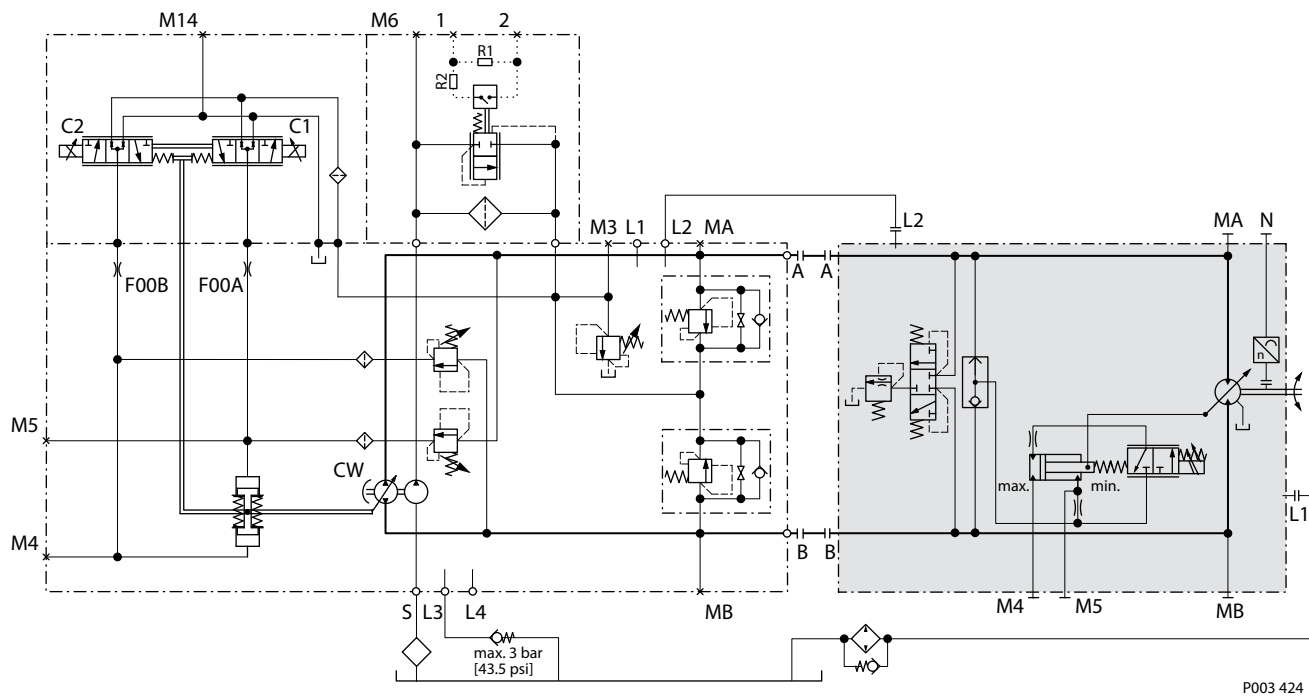 M14
M6
1
2
R1
R2
C2
C1
M3
L1
L2
MA
L2
MA
N
A
A
F00B
F00A
n
M5
CW
max.
min.
L1
M4
B
B
S
L3
L4
MB
M4
M5
MB
max. 3 bar
[43.5 psi]
P003 424